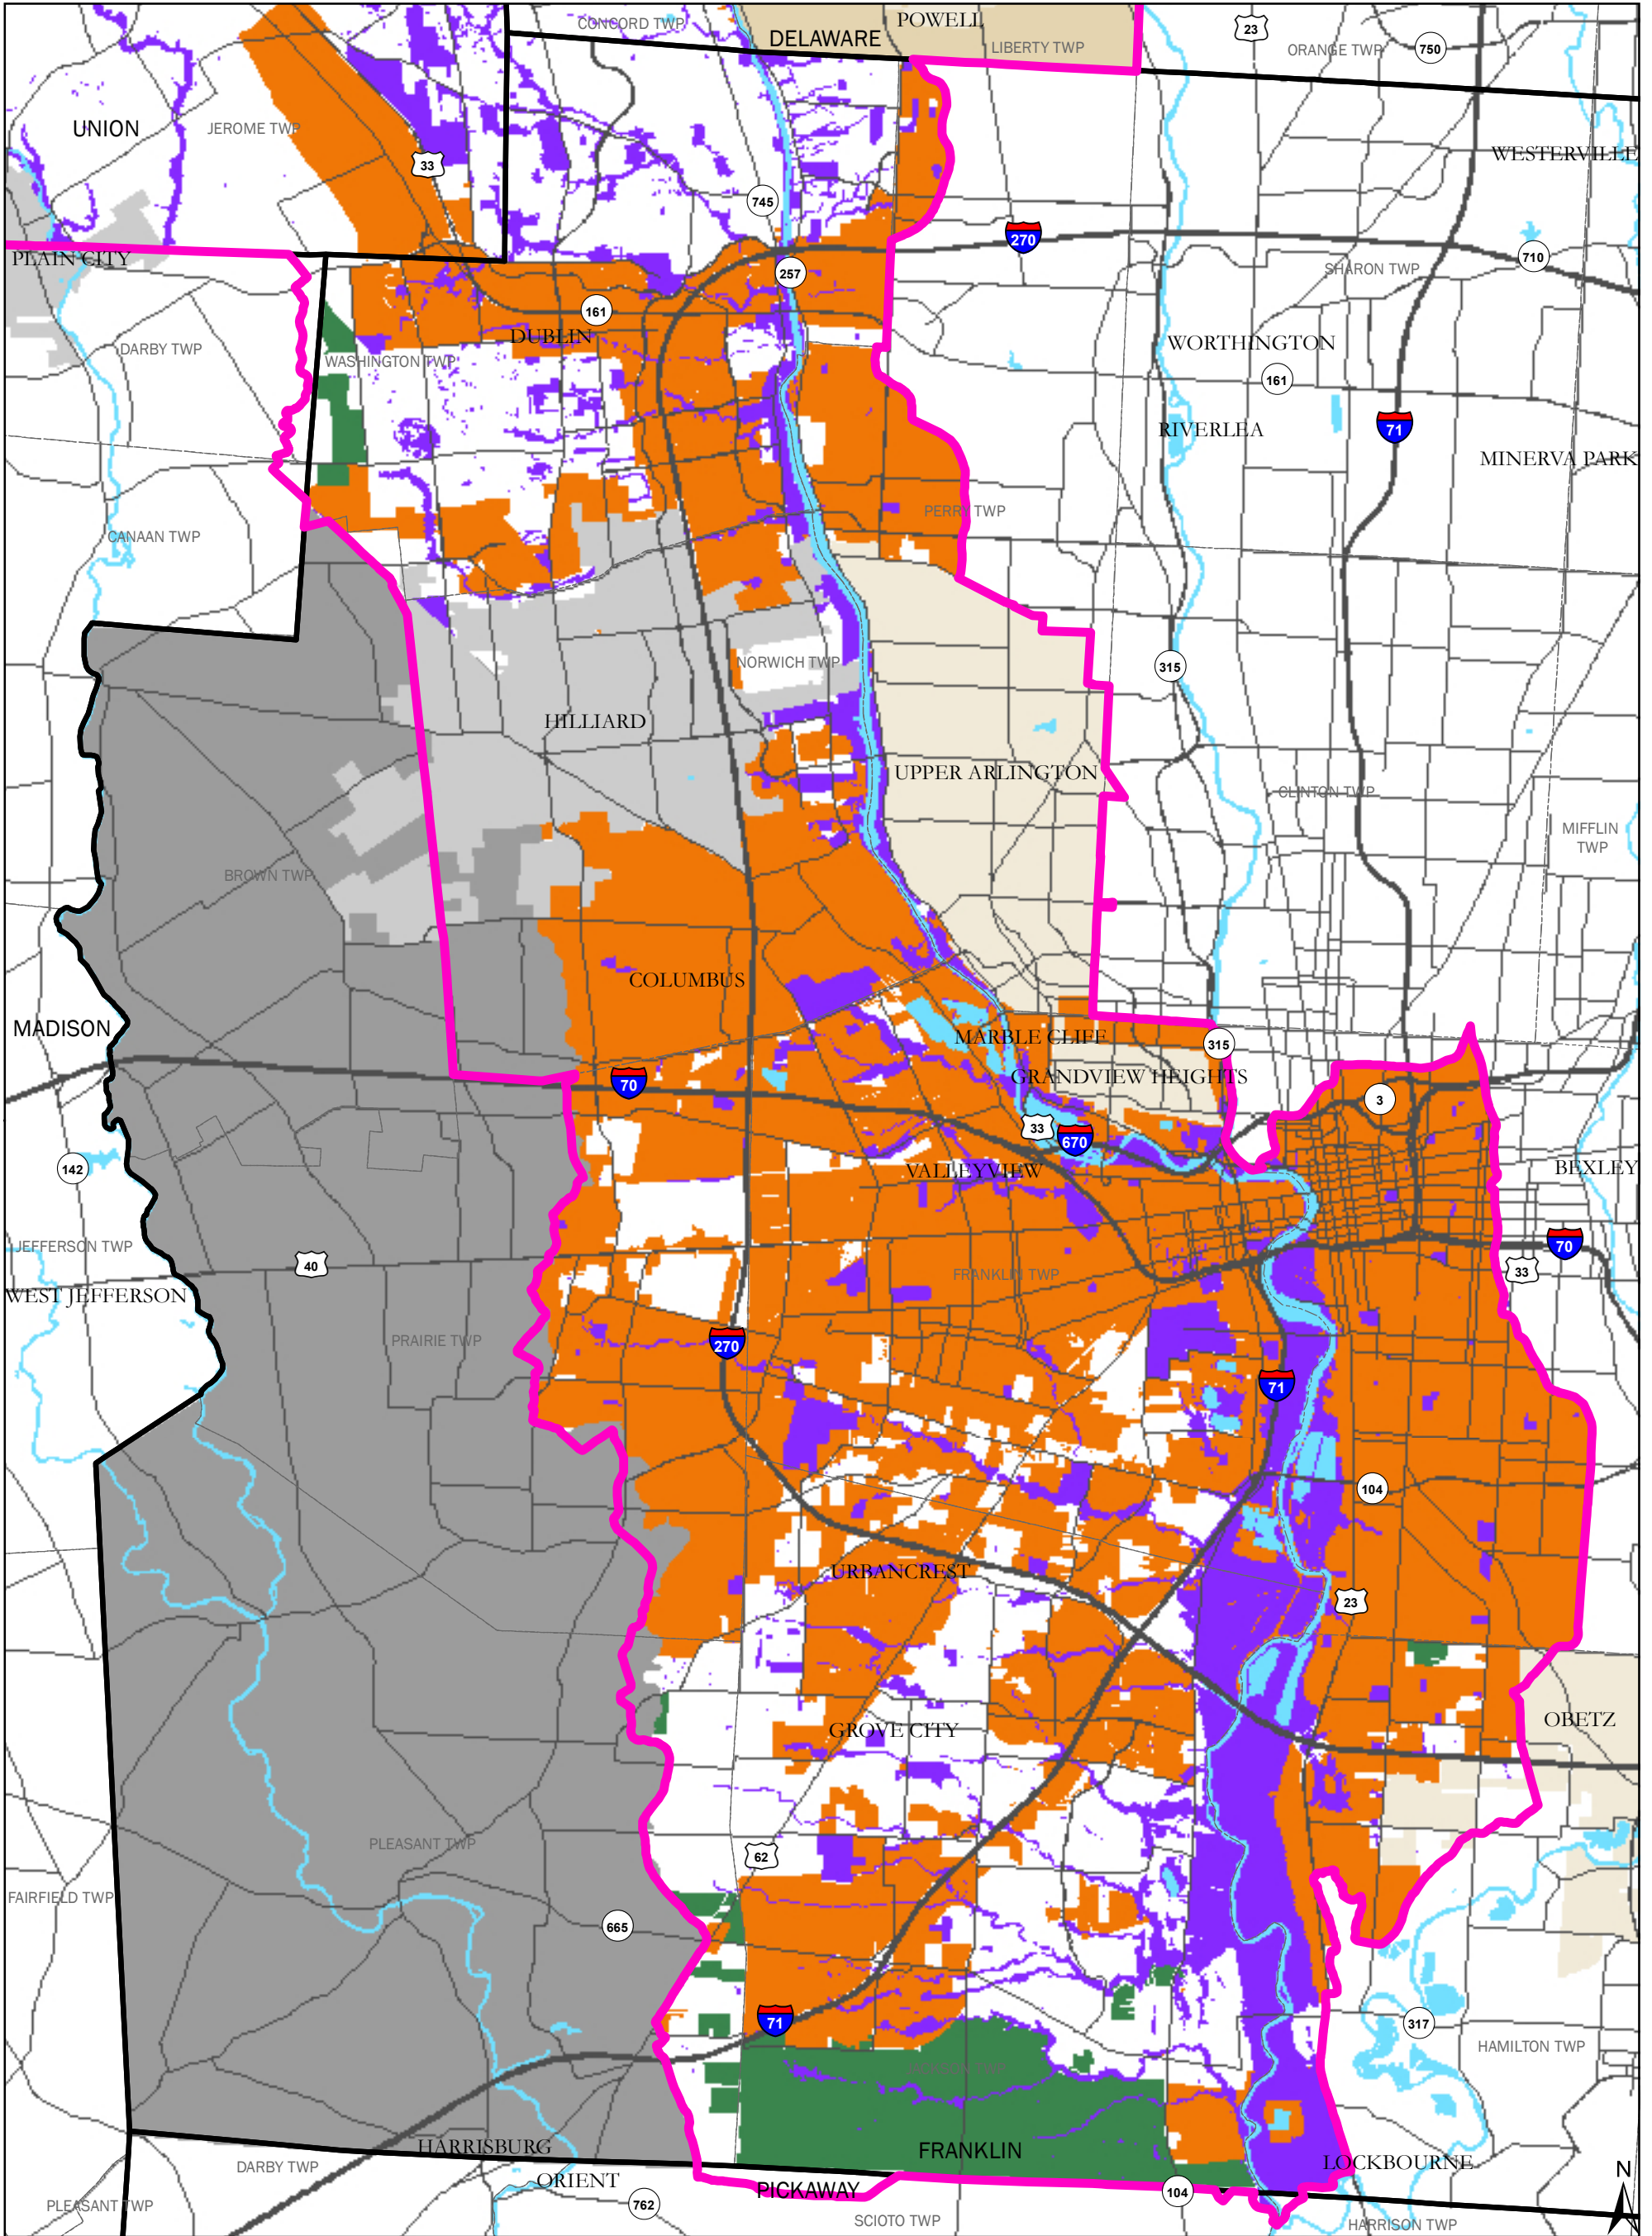 CONCORD TWP
POWELL
DELAWARE
LIBERTY TWP
23
ORANGE TWP
750
UNION
JEROME TWP
33
WESTERVILLE
745
270
PLAIN CITY
257
SHARON TWP
710
161
DUBLIN
DARBY TWP
WASHINGTON TWP
WORTHINGTON
161
71
RIVERLEA
MINERVA PARK
PERRY TWP
CANAAN TWP
NORWICH TWP
315
HILLIARD
UPPER ARLINGTON
CLINTON TWP
MIFFLIN
TWP
BROWN TWP
COLUMBUS
MADISON
MARBLE CLIFF
315
70
GRANDVIEW HEIGHTS
3
33
670
142
VALLEYVIEW
BEXLEY
JEFFERSON TWP
40
FRANKLIN TWP
70
33
WEST JEFFERSON
PRAIRIE TWP
270
71
104
URBANCREST
23
GROVE CITY
OBETZ
PLEASANT TWP
62
FAIRFIELD TWP
665
71
317
HAMILTON TWP
HARRISBURG
FRANKLIN
LOCKBOURNE
DARBY TWP
ORIENT
PICKAWAY
104
N
PLEASANT TWP
762
SCIOTO TWP
HARRISON TWP